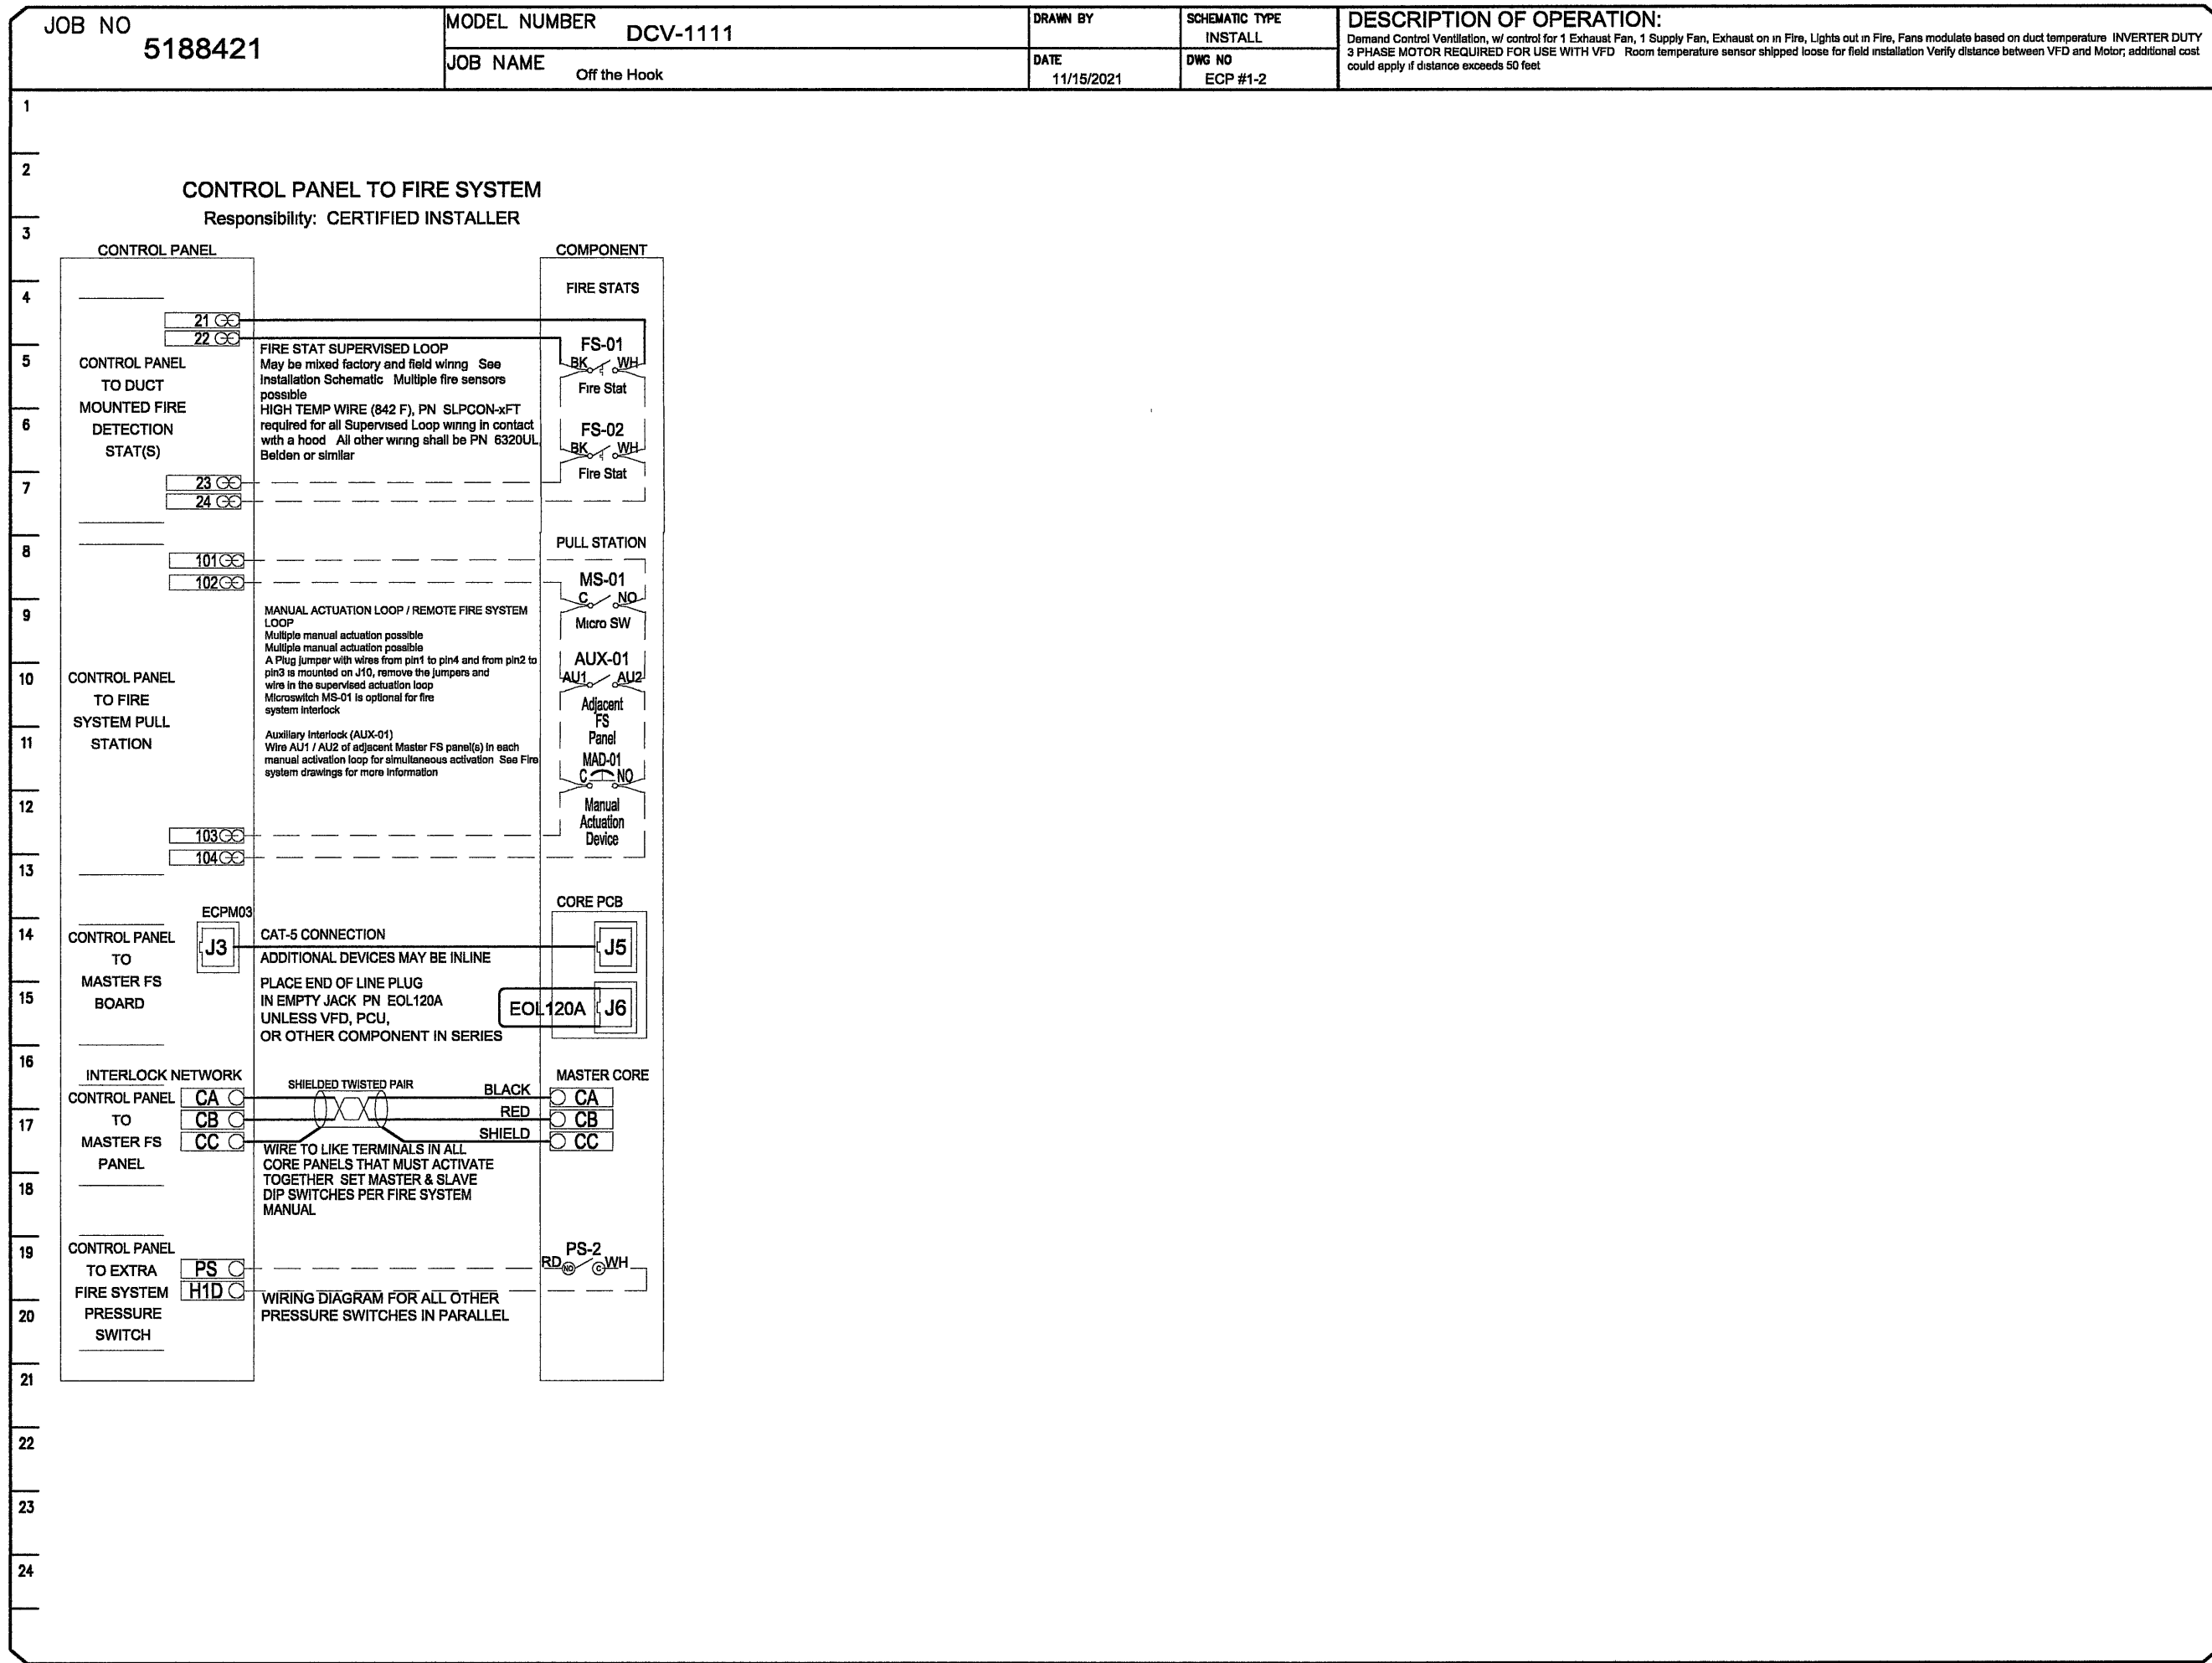 JOB NO
5188421
MODEL NUMBER
DCV-1111
JOB NAME
Off the Hook
DRAWN BY
DATE
11/15/2021
SCHEMATIC TYPE
INSTALL
DWG NO
ECP #1-2
DESCRIPTION OF OPERATION:
Demand Control Ventilation, w/ control for 1 Exhaust Fan, 1 Supply Fan, Exhaust on in Fire, Lights out in Fire, Fans modulate based on duct temperature INVERTER DUTY
3 PHASE MOTOR REQUIRED FOR USE WITH VFD Room temperature sensor shipped loose for field installation Verify distance between VFD and Motor; additional cost
could apply if distance exceeds 50 feet
1
2
3
4
5
6
7
8
9
10
11
12
13
14
15
16
17
18
19
20
21
22
23
24
CONTROL PANEL TO FIRE SYSTEM
Responsibility: CERTIFIED INSTALLER
CONTROL PANEL
COMPONENT
FIRE STATS
21
22
CONTROL PANEL
TO DUCT
MOUNTED FIRE
DETECTION
STAT(S)
FIRE STAT SUPERVISED LOOP
May be mixed factory and field wiring See
Installation Schematic Multiple fire sensors
possible
HIGH TEMP WIRE (842 F), PN SLPCON-xFT
required for all Supervised Loop wiring in contact
with a hood All other wiring shall be PN 6320UL
Belden or similar
FS-01
BK WH
Fire Stat
FS-02
BK WH
Fire Stat
23
24
PULL STATION
101
102
CONTROL PANEL
TO FIRE
SYSTEM PULL
STATION
MANUAL ACTUATION LOOP / REMOTE FIRE SYSTEM
LOOP
Multiple manual actuation possible
Multiple manual actuation possible
A Plug jumper with wires from pin1 to pin4 and from pin2 to
pin3 is mounted on J10, remove the jumpers and
wire in the supervised actuation loop
Microswitch MS-01 is optional for fire
system interlock
Auxiliary Interlock (AUX-01)
Wire AU1 / AU2 of adjacent Master FS panel(s) in each
manual activation loop for simultaneous activation See Fire
system drawings for more information
MS-01
C NO
Micro SW
AUX-01
AU1 AU2
Adjacent
FS
Panel
MAD-01
C NO
Manual
Actuation
Device
103
104
ECPM03
CORE PCB
CONTROL PANEL
TO
MASTER FS
BOARD
J3
CAT-5 CONNECTION
ADDITIONAL DEVICES MAY BE INLINE
PLACE END OF LINE PLUG
IN EMPTY JACK PN EOL120A
UNLESS VFD, PCU,
OR OTHER COMPONENT IN SERIES
J5
EOL120A J6
INTERLOCK NETWORK
MASTER CORE
CONTROL PANEL
TO
MASTER FS
PANEL
CA
CB
CC
SHIELDED TWISTED PAIR
BLACK
RED
SHIELD
CA
CB
CC
WIRE TO LIKE TERMINALS IN ALL
CORE PANELS THAT MUST ACTIVATE
TOGETHER SET MASTER & SLAVE
DIP SWITCHES PER FIRE SYSTEM
MANUAL
CONTROL PANEL
TO EXTRA
FIRE SYSTEM
PRESSURE
SWITCH
PS
H1D
PS-2
RD NO C WH
WIRING DIAGRAM FOR ALL OTHER
PRESSURE SWITCHES IN PARALLEL